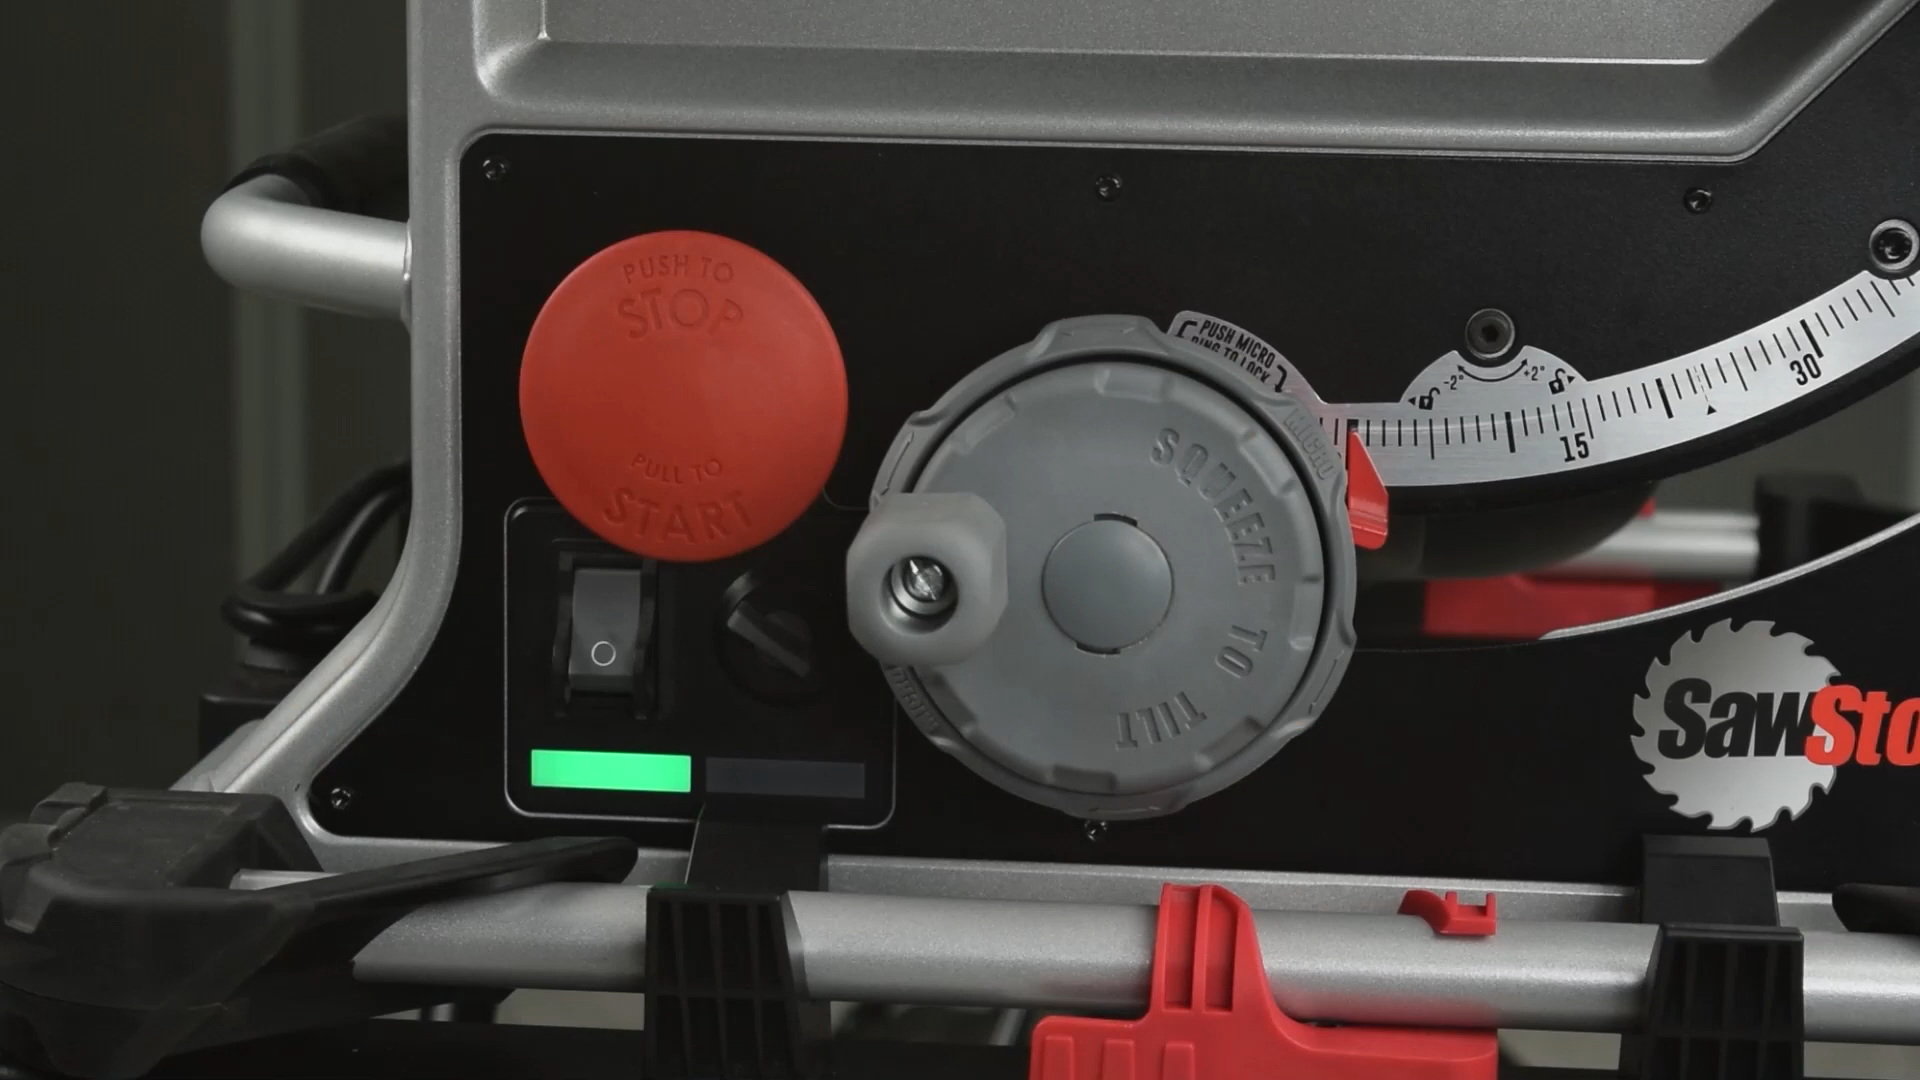 PUSH TO
STOP
PULL TO
START
PUSH MICRO
RING TO LOCK
MICRO
SQUEEZE TO TILT
-2° +2°
15
30
SawSto